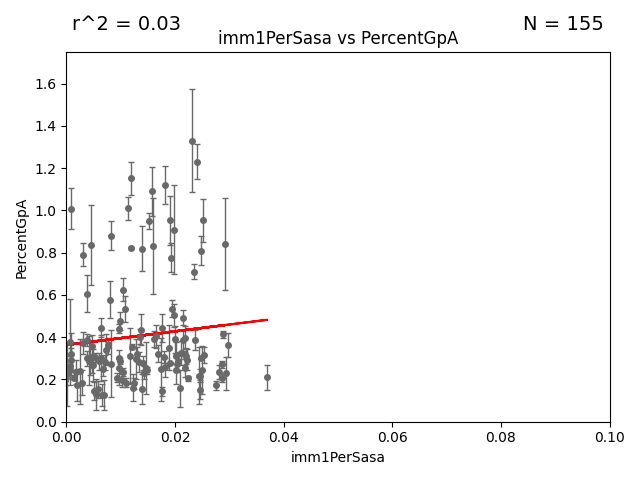 r^2 = 0.03
N = 155
imm1PerSasa vs PercentGpA
PercentGpA
1.6
1.4
1.2
1.0
0.8
0.6
0.4
0.2
0.0
0.00 0.02 0.04 0.06 0.08 0.10
imm1PerSasa